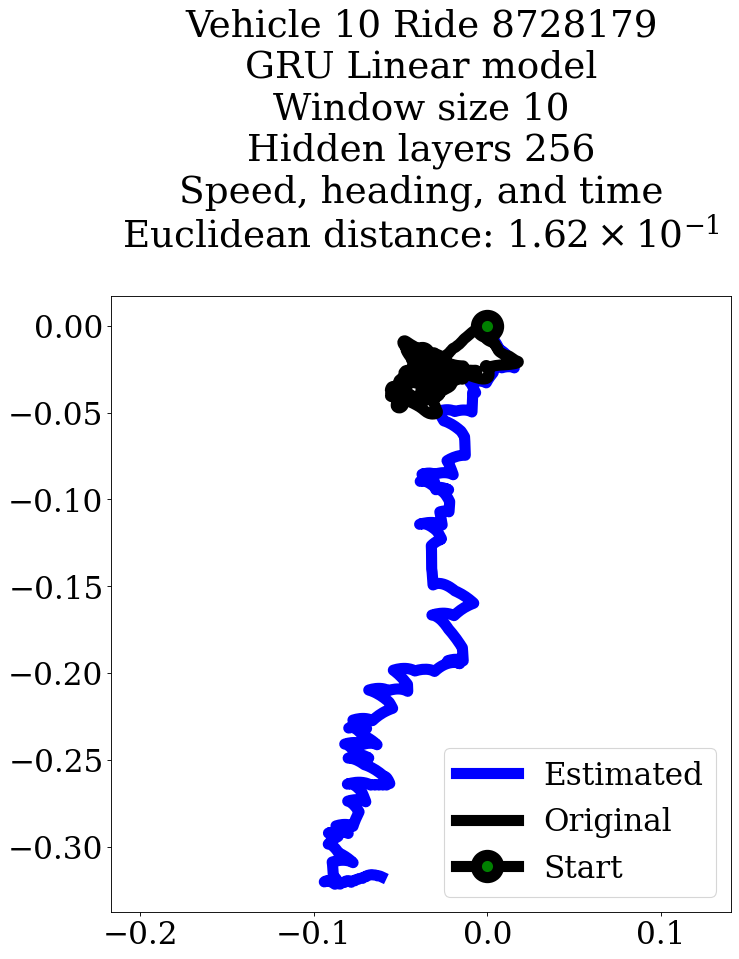 Vehicle 10 Ride 8728179
GRU Linear model
Window size 10
Hidden layers 256
Speed, heading, and time
Euclidean distance: 1.62 × 10⁻¹
0.00
−0.05
−0.10
−0.15
−0.20
−0.25
−0.30
Estimated
Original
Start
−0.2 −0.1 0.0 0.1